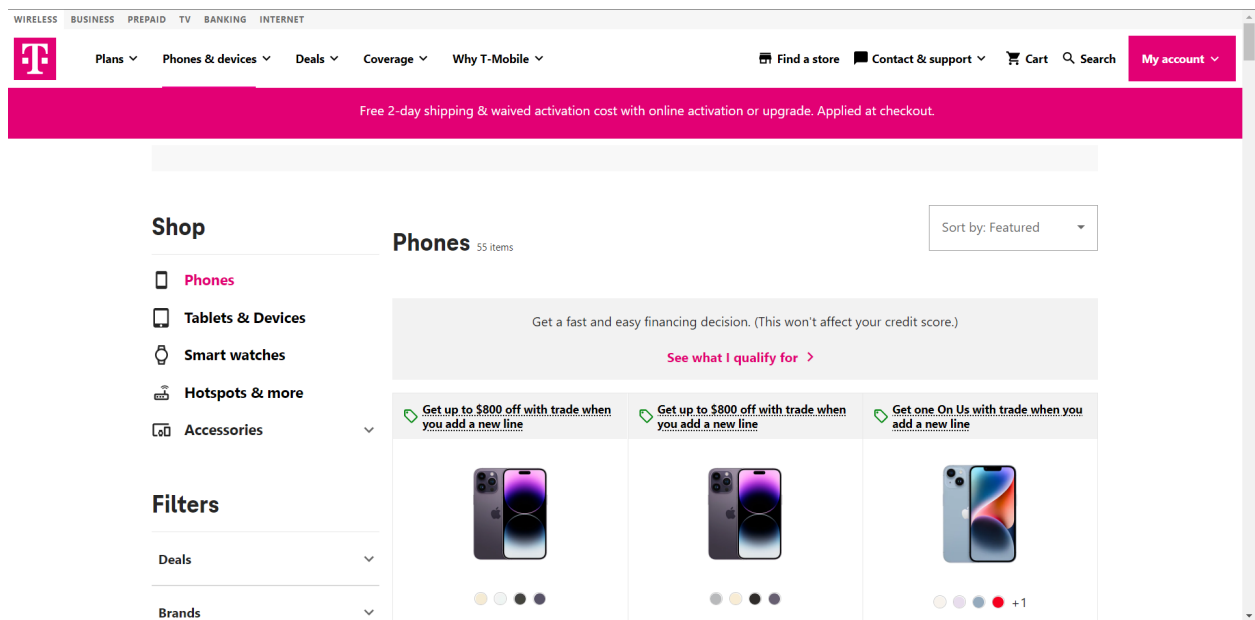 WIRELESS BUSINESS PREPAID TV BANKING INTERNET
T Plans Phones & devices Deals Coverage Why T-Mobile Find a store Contact & support Cart Search My account
Free 2-day shipping & waived activation cost with online activation or upgrade. Applied at checkout.
Shop
Phones
Tablets & Devices
Smart watches
Hotspots & more
Accessories
Filters
Deals
Brands
Phones 55 items
Sort by: Featured
Get a fast and easy financing decision. (This won't affect your credit score.)
See what I qualify for
Get up to $800 off with trade when
you add a new line
Get up to $800 off with trade when
you add a new line
Get one On Us with trade when you
add a new line
+1